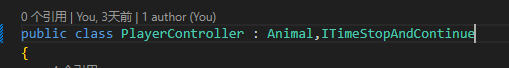 0 个引用 | You, 3天前 | 1 author (You)
public class PlayerController : Animal,ITimeStopAndContinue
{